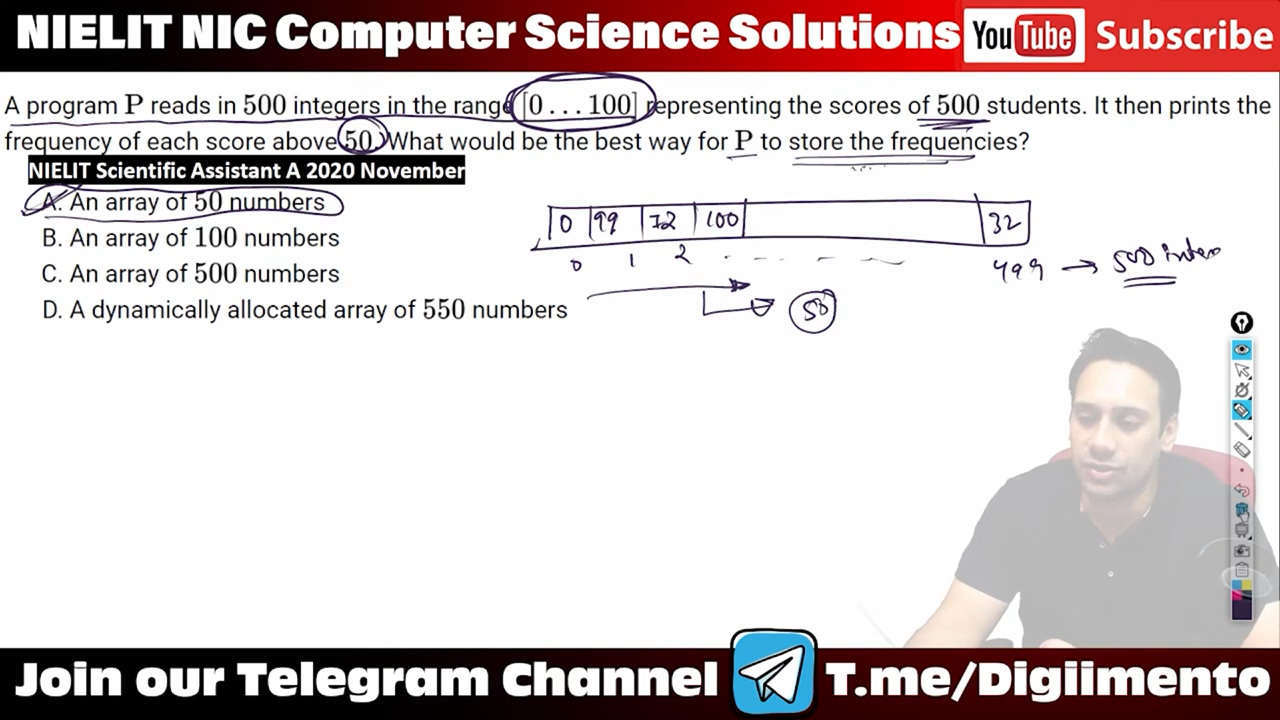 NIELIT NIC Computer Science Solutions YouTube Subscribe
A program P reads in 500 integers in the range [0...100] representing the scores of 500 students. It then prints the
frequency of each score above 50. What would be the best way for P to store the frequencies?
NIELIT Scientific Assistant A 2020 November
A. An array of 50 numbers
B. An array of 100 numbers
C. An array of 500 numbers
D. A dynamically allocated array of 550 numbers
0 99 72 100 32
0 1 2 499 → 500
50
Join our Telegram Channel T.me/Digiimento